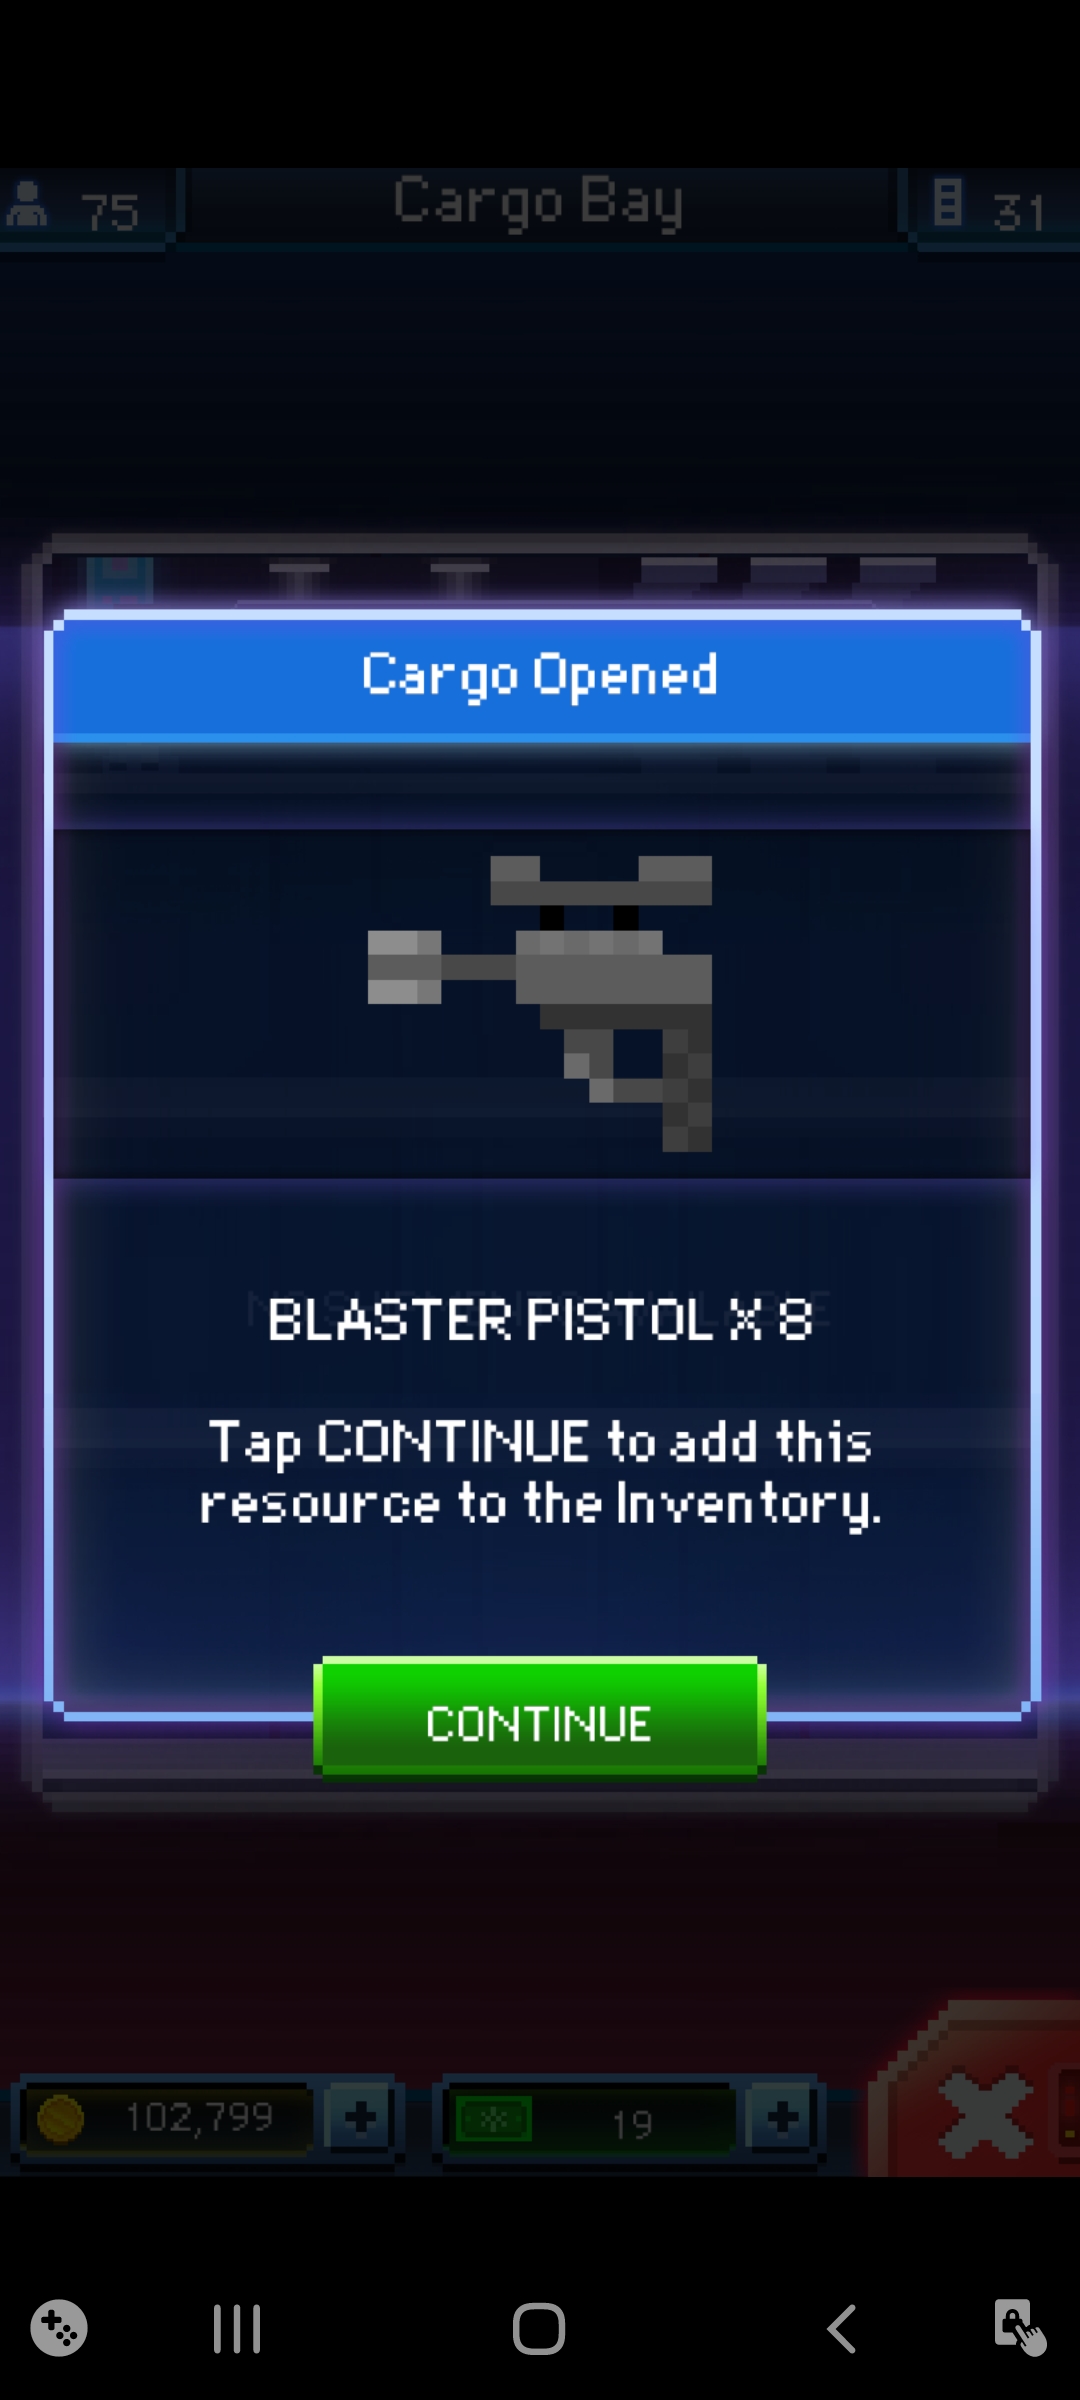 75
Cargo Bay
31
Cargo Opened
BLASTER PISTOL X 8
Tap CONTINUE to add this
resource to the Inventory.
CONTINUE
102,799
19